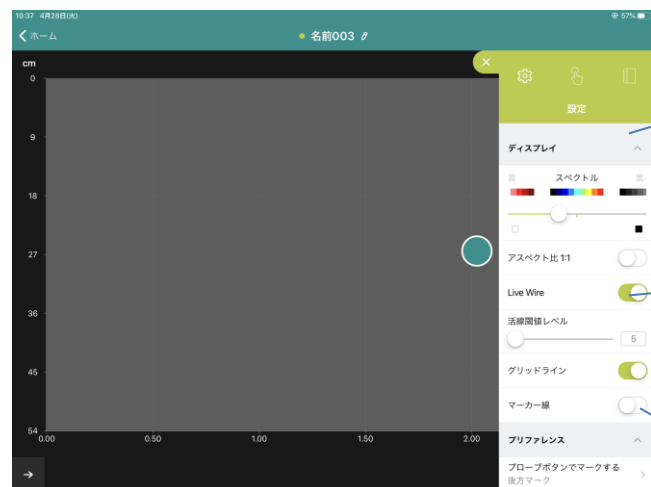 10:37 4月28日(火)
57%
ホーム
名前003
cm
0
9
18
27
36
45
54
0.00 0.50 1.00 1.50 2.00
設定
ディスプレイ
スペクトル
アスペクト比 1:1
Live Wire
活線閾値レベル
5
グリッドライン
マーカー線
プリファレンス
プローブボタンでマークする
後方マーク